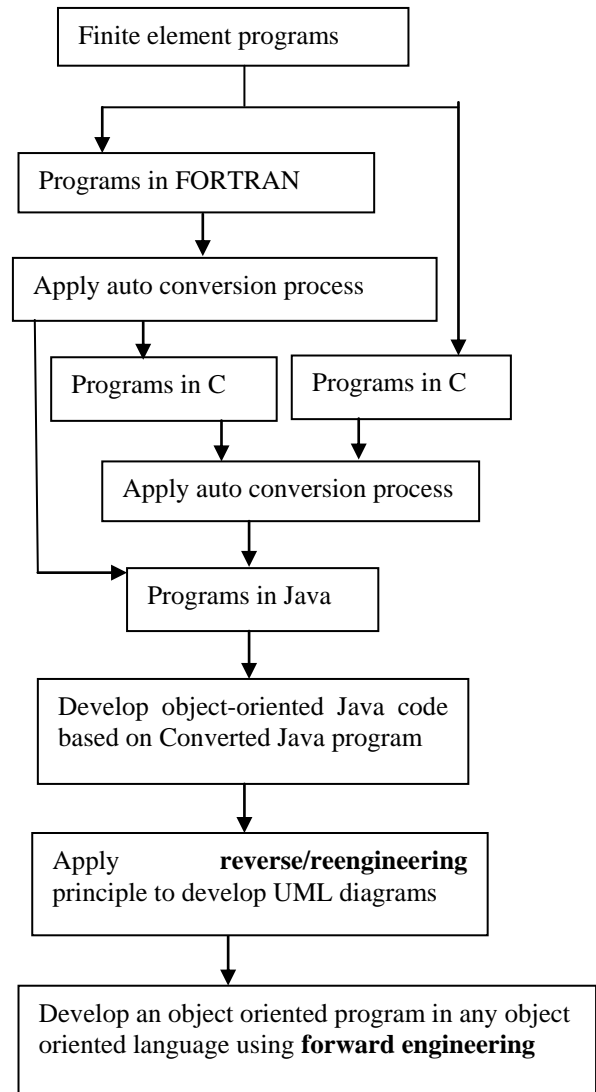 Finite element programs
Programs in FORTRAN
Apply auto conversion process
Programs in C
Programs in C
Apply auto conversion process
Programs in Java
Develop object-oriented Java code
based on Converted Java program
Apply reverse/reengineering
principle to develop UML diagrams
Develop an object oriented program in any object
oriented language using forward engineering